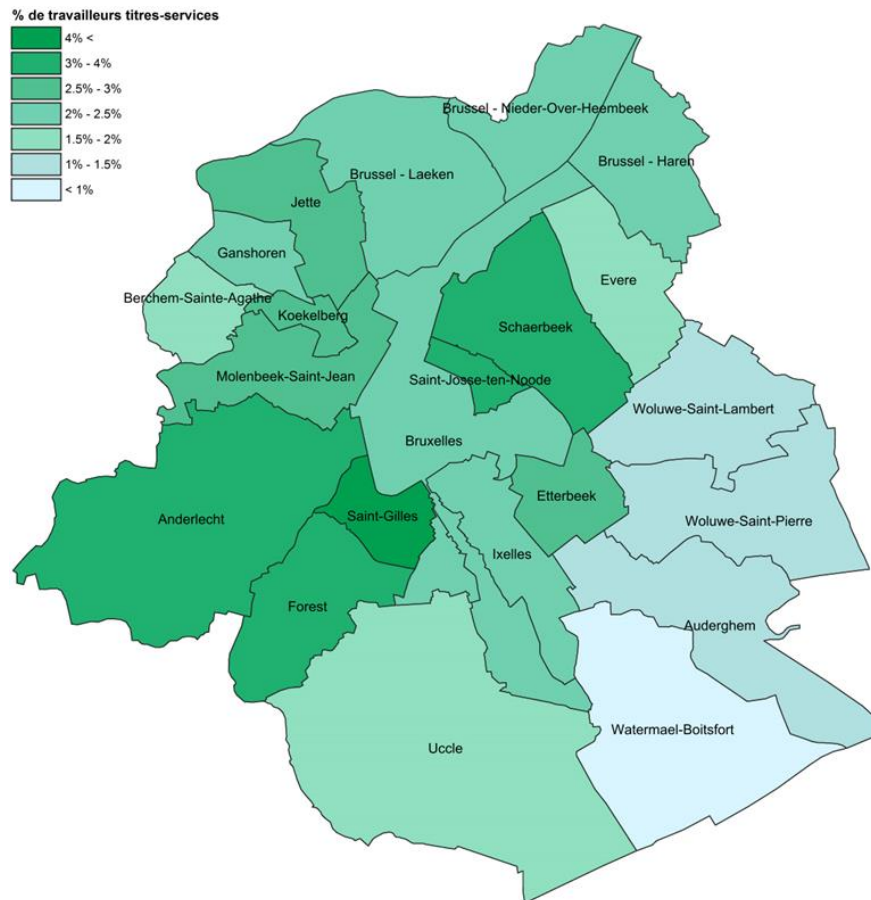 % de travailleurs titres-services
4% <
3% - 4%
2.5% - 3%
2% - 2.5%
1.5% - 2%
1% - 1.5%
< 1%
Brussel - Nieder-Over-Heembeek
Brussel - Haren
Brussel - Laeken
Jette
Ganshoren
Evere
Berchem-Sainte-Agathe
Koekelberg
Schaerbeek
Molenbeek-Saint-Jean
Saint-Josse-ten-Noode
Woluwe-Saint-Lambert
Bruxelles
Etterbeek
Anderlecht
Saint-Gilles
Woluwe-Saint-Pierre
Ixelles
Forest
Auderghem
Watermael-Boitsfort
Uccle